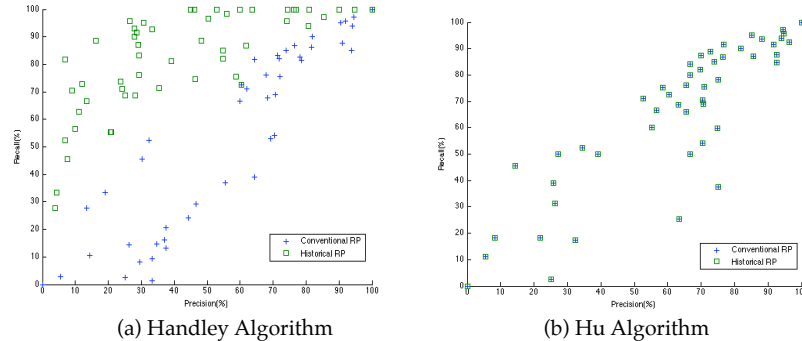 100
90
80
70
60
50
40
30
20
10
0
Recall(%)
0 10 20 30 40 50 60 70 80 90 100
Precision(%)
Conventional RP
Historical RP
(a) Handley Algorithm
100
90
80
70
60
50
40
30
20
10
0
Recall(%)
0 10 20 30 40 50 60 70 80 90 100
Precision(%)
Conventional RP
Historical RP
(b) Hu Algorithm